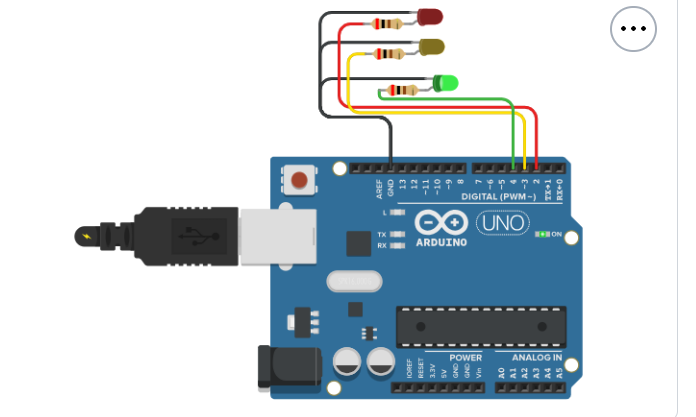 AREF
GND
13
12
~11
~10
~9
8
7
~6
~5
4
~3
2
TX→1
RX←0
DIGITAL (PWM~)
L
TX
RX
ARDUINO
UNO
ON
POWER
ANALOG IN
IOREF
RESET
3.3V
5V
GND
GND
Vin
A0
A1
A2
A3
A4
A5